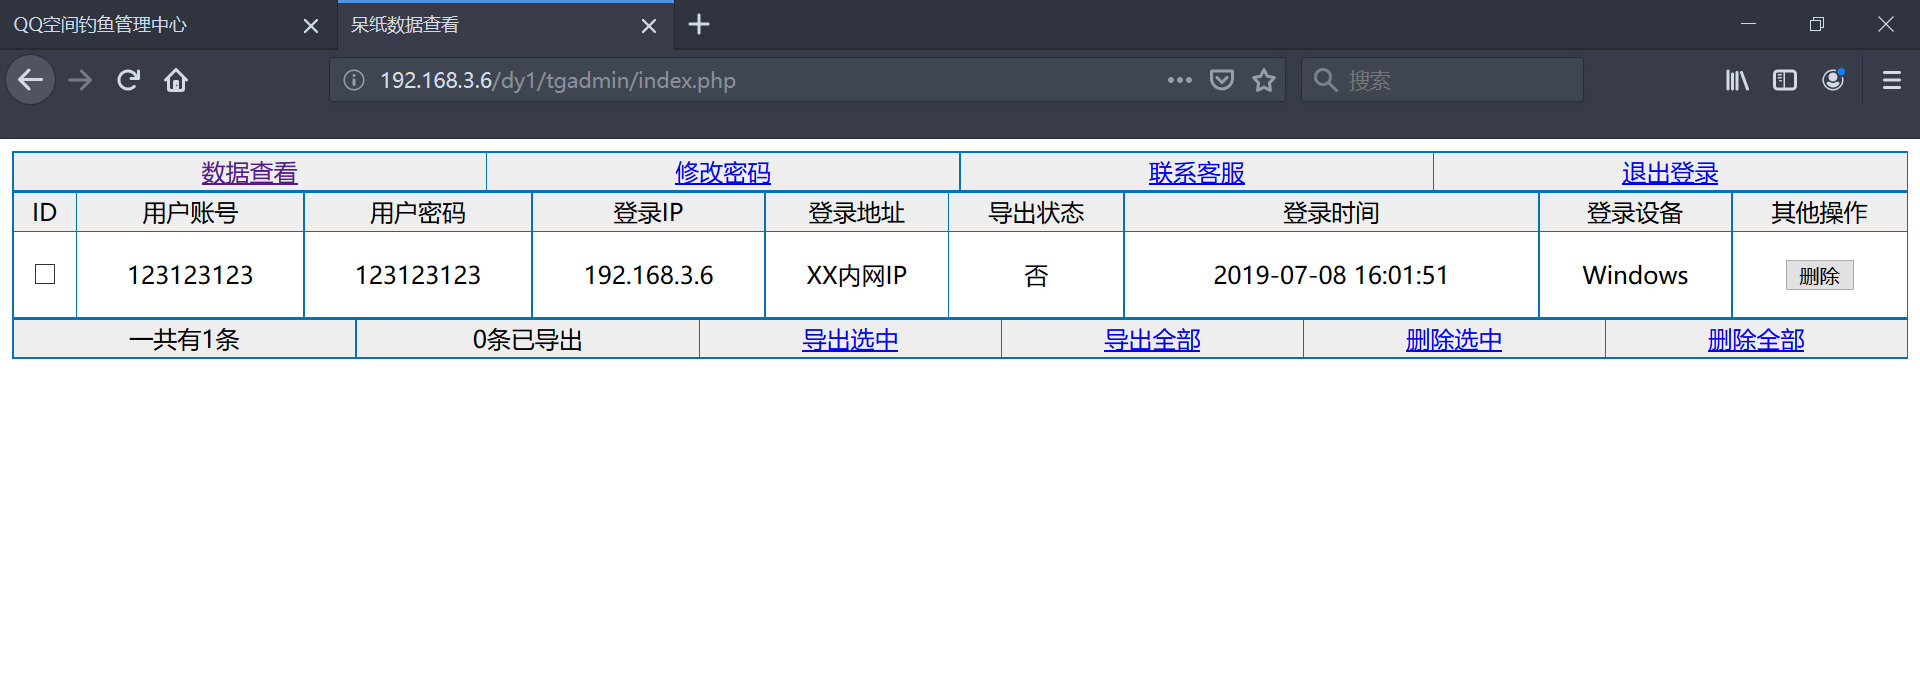 QQ空间钓鱼管理中心
呆纸数据查看
192.168.3.6/dy1/tgadmin/index.php
搜索
数据查看 修改密码 联系客服 退出登录
ID 用户账号 用户密码 登录IP 登录地址 导出状态 登录时间 登录设备 其他操作
123123123 123123123 192.168.3.6 XX内网IP 否 2019-07-08 16:01:51 Windows 删除
一共有1条 0条已导出 导出选中 导出全部 删除选中 删除全部